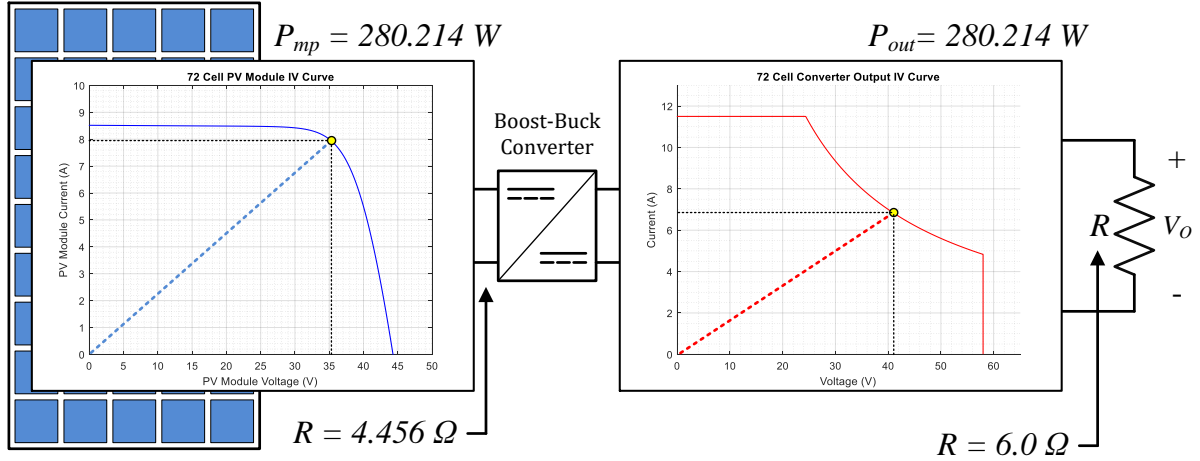 P_mp = 280.214 W
P_out= 280.214 W
72 Cell PV Module IV Curve
PV Module Current (A)
10
9
8
7
6
5
4
3
2
1
0
0 5 10 15 20 25 30 35 40 45 50
PV Module Voltage (V)
Boost-Buck
Converter
72 Cell Converter Output IV Curve
Current (A)
12
10
8
6
4
2
0
0 10 20 30 40 50 60
Voltage (V)
+
R
V_O
-
R = 4.456 Ω
R = 6.0 Ω